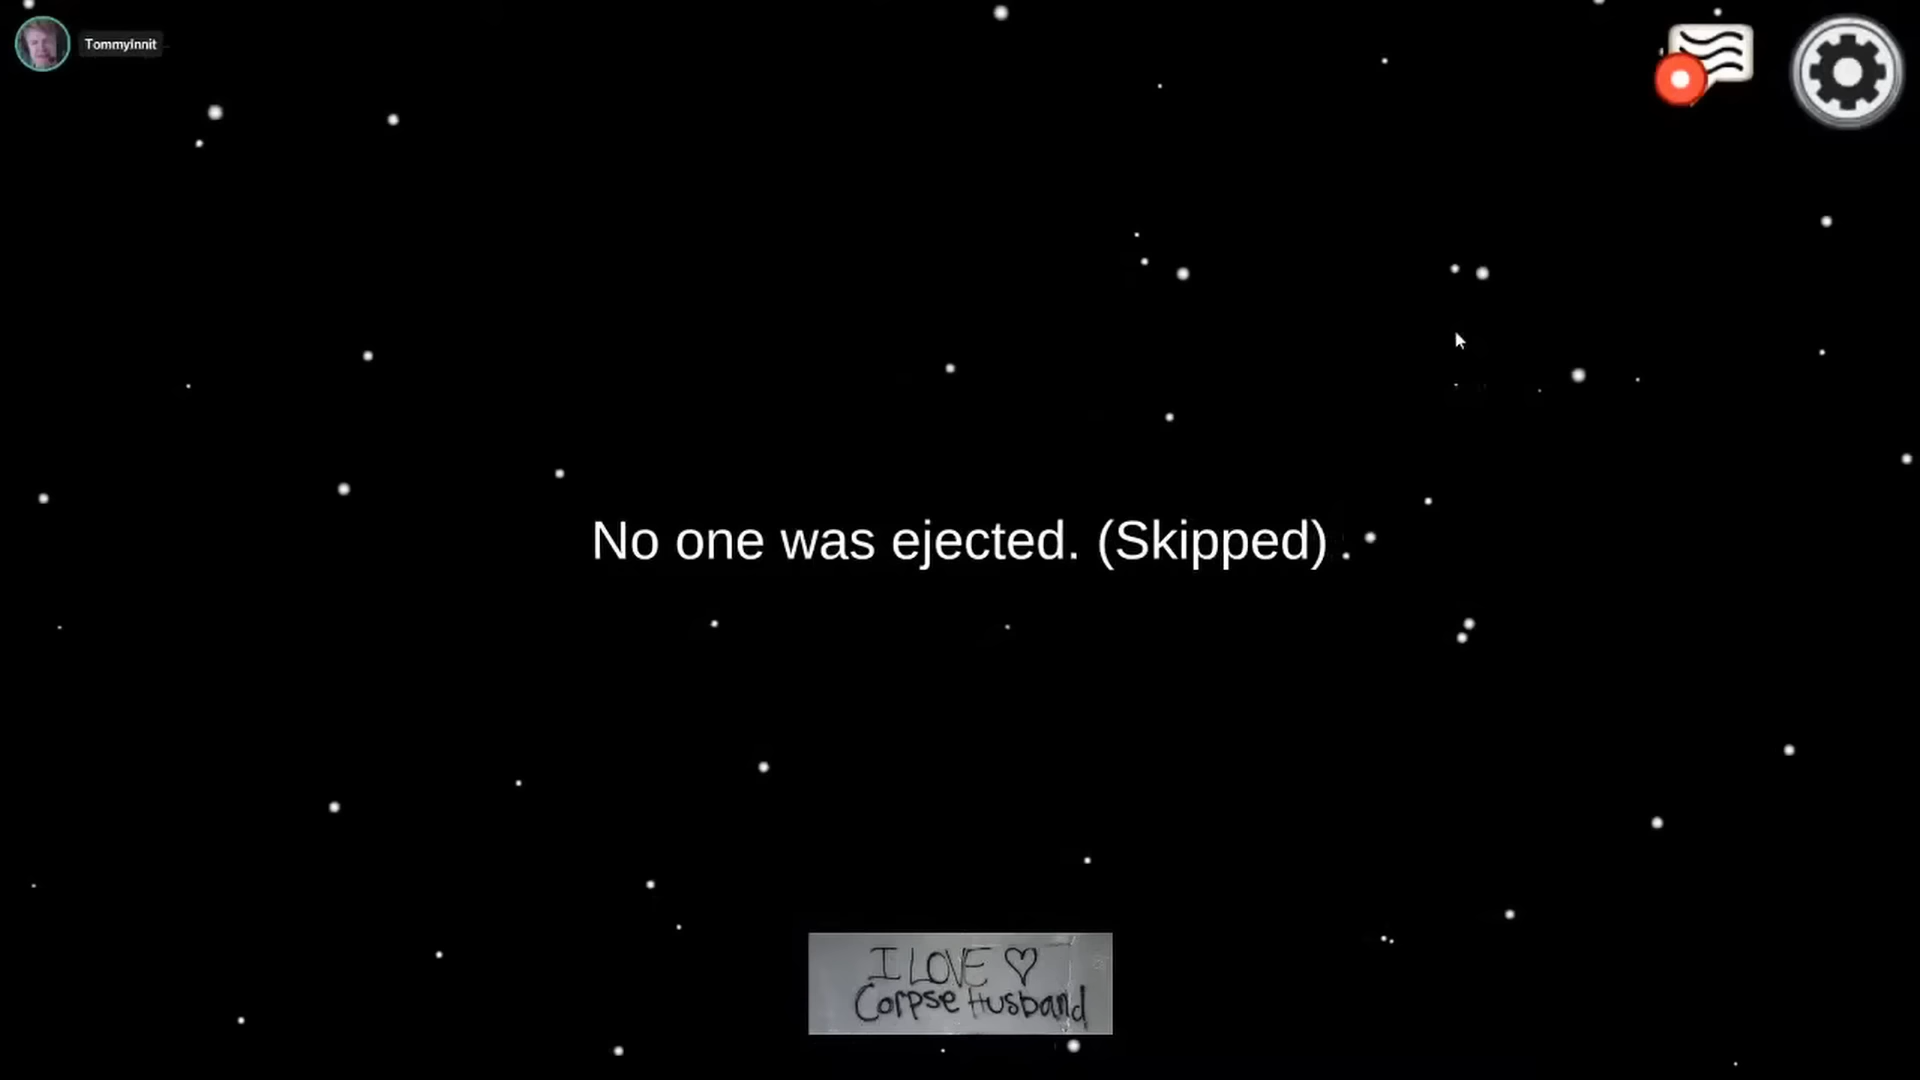 TommyInnit
No one was ejected. (Skipped)
I LOVE ♡
Corpse Husband